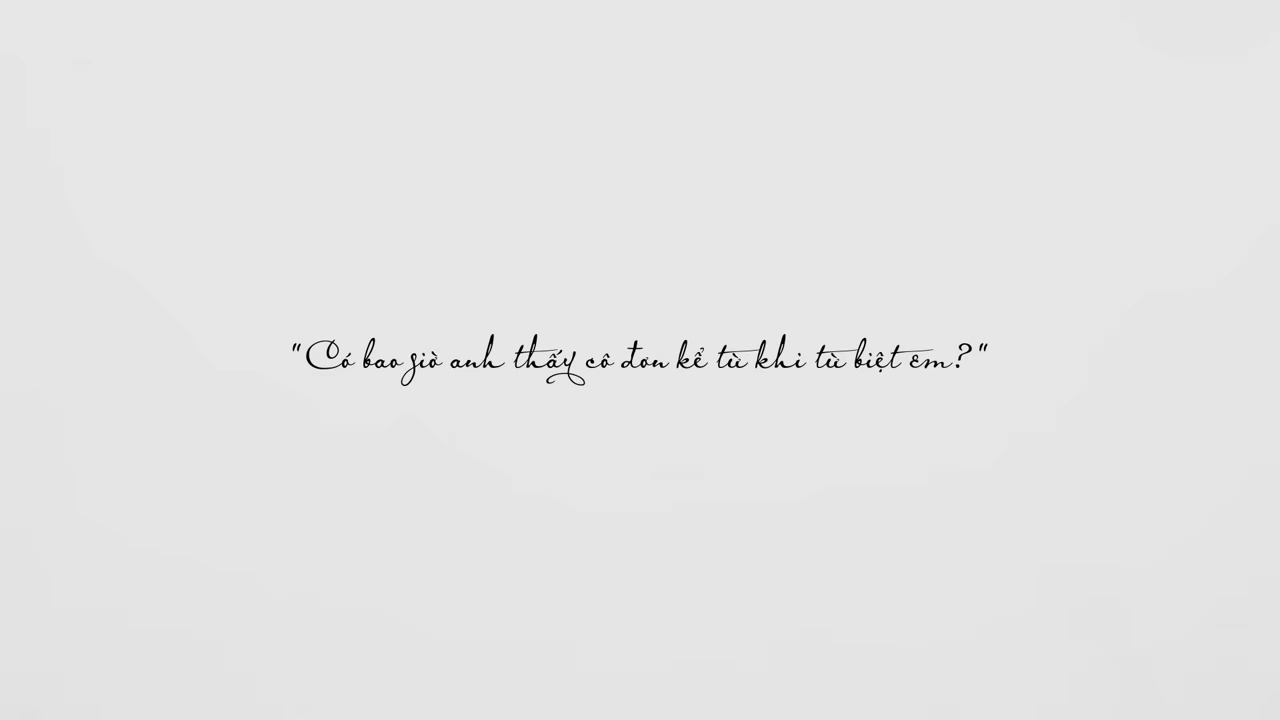 "Có bao giờ anh thấy cô đơn kể từ khi từ biệt em?"